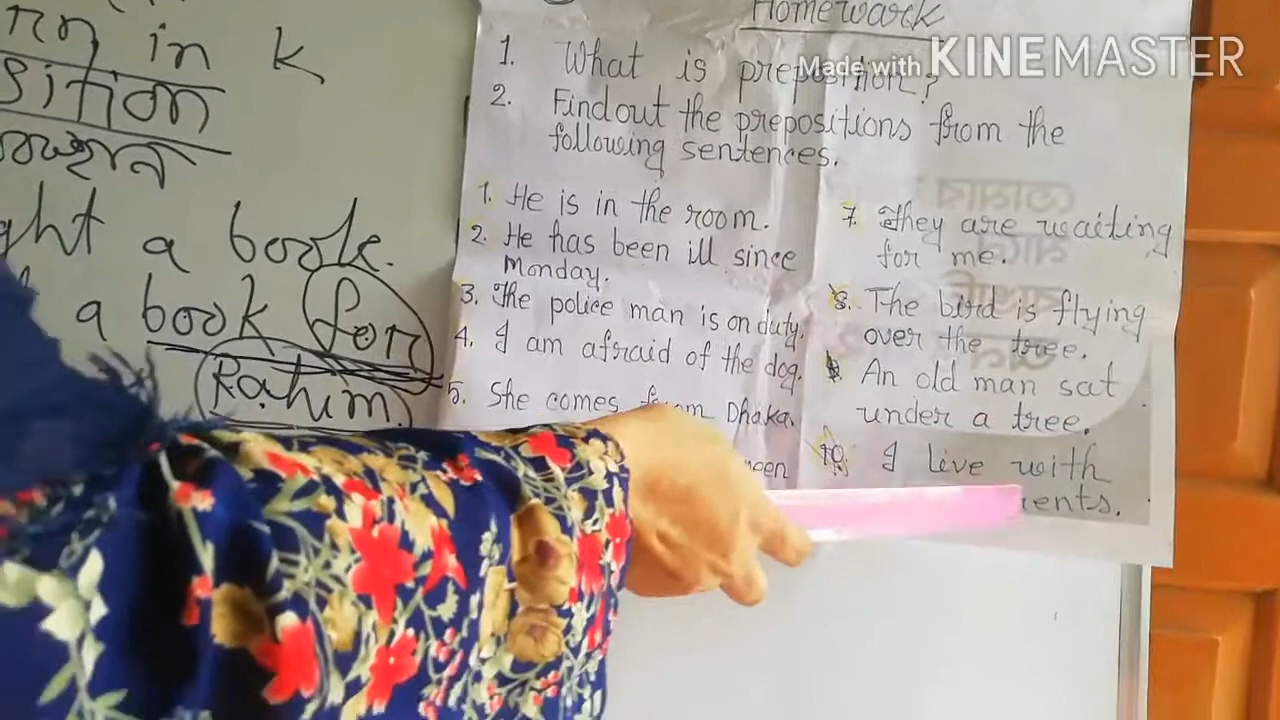 in k
sition
ght a book.
a book for
Rahim.
Homewark
1. What is preposition?
2. Findout the prepositions from the
following sentences.
1. He is in the room.
2. He has been ill since
Monday.
3. The police man is on duty.
4. I am afraid of the dog.
5. She comes from Dhaka.
7. They are waiting
for me.
8. The bird is flying
over the tree.
An old man sat
under a tree.
10. I live with
Made with KINEMASTER